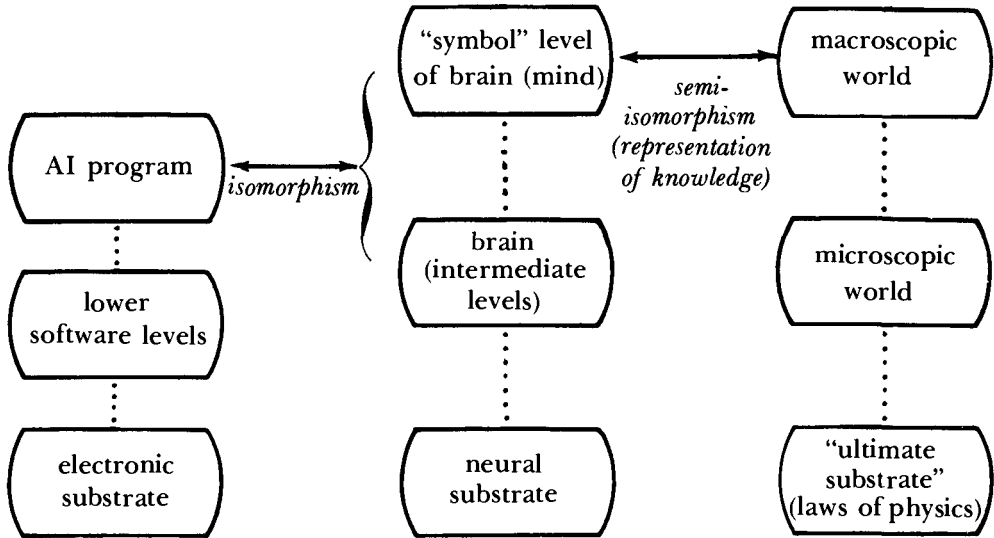 AI program
isomorphism
lower
software levels
electronic
substrate
“symbol” level
of brain (mind)
brain
(intermediate
levels)
neural
substrate
semi-
isomorphism
(representation
of knowledge)
macroscopic
world
microscopic
world
“ultimate
substrate”
(laws of physics)